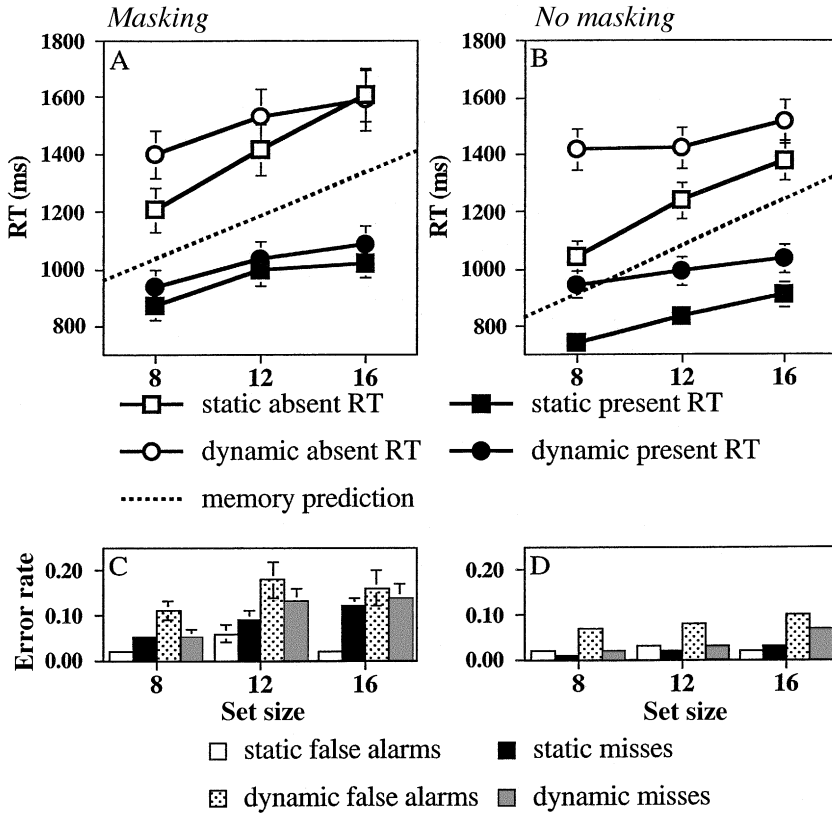 Masking
No masking
1800
1600
1400
1200
1000
800
RT (ms)
A
8
12
16
1800
1600
1400
1200
1000
800
RT (ms)
B
8
12
16
static absent RT
static present RT
dynamic absent RT
dynamic present RT
memory prediction
0.20
0.10
0.00
Error rate
C
8
12
16
Set size
0.20
0.10
0.00
D
8
12
16
Set size
static false alarms
static misses
dynamic false alarms
dynamic misses